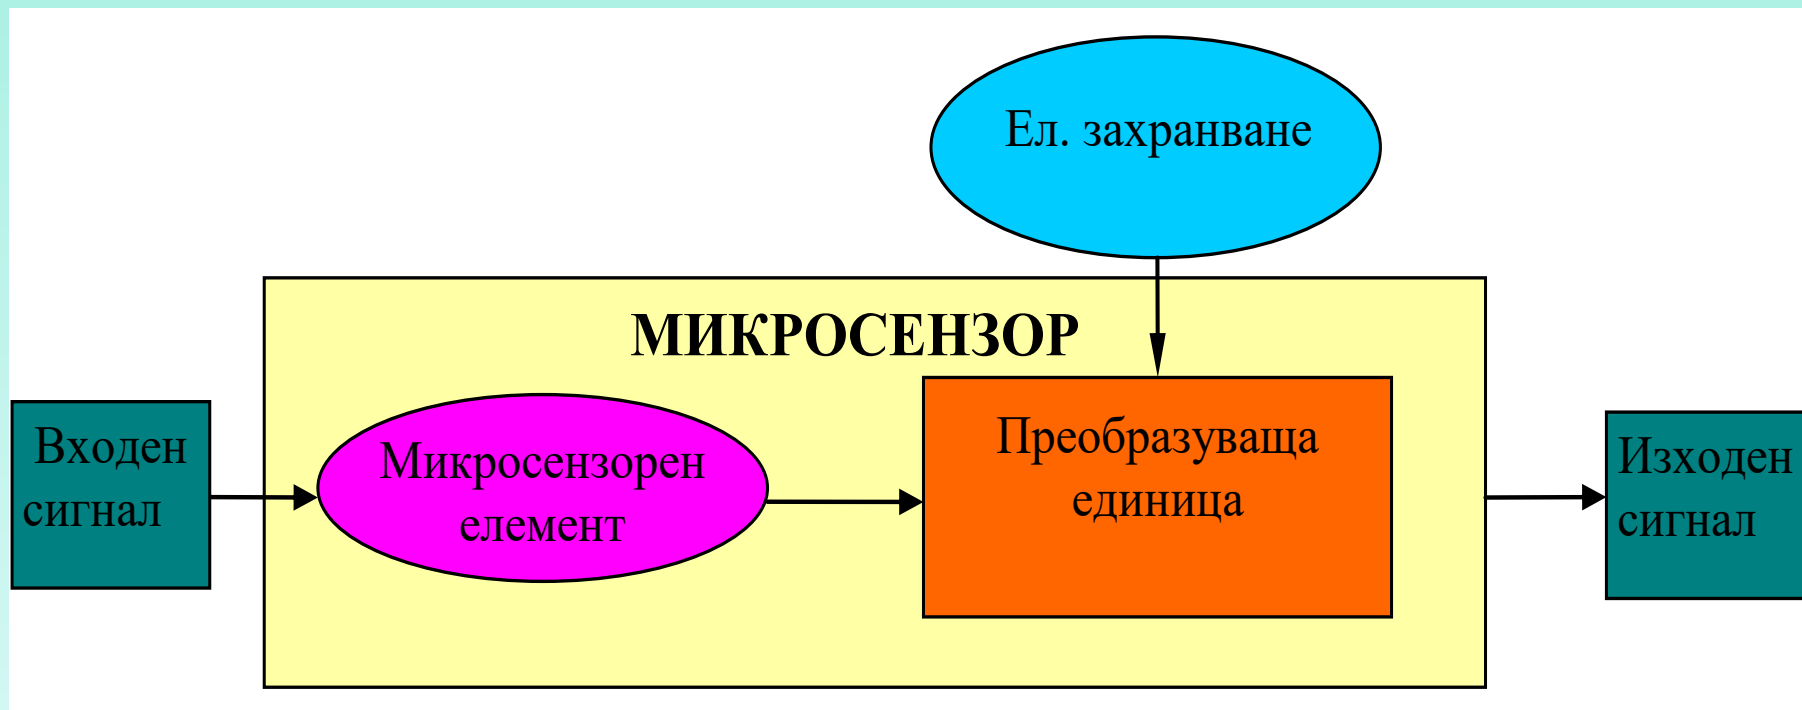 Ел. захранване
МИКРОСЕНЗОР
Входен
сигнал
Микросензорен
елемент
Преобразуваща
единица
Изходен
сигнал